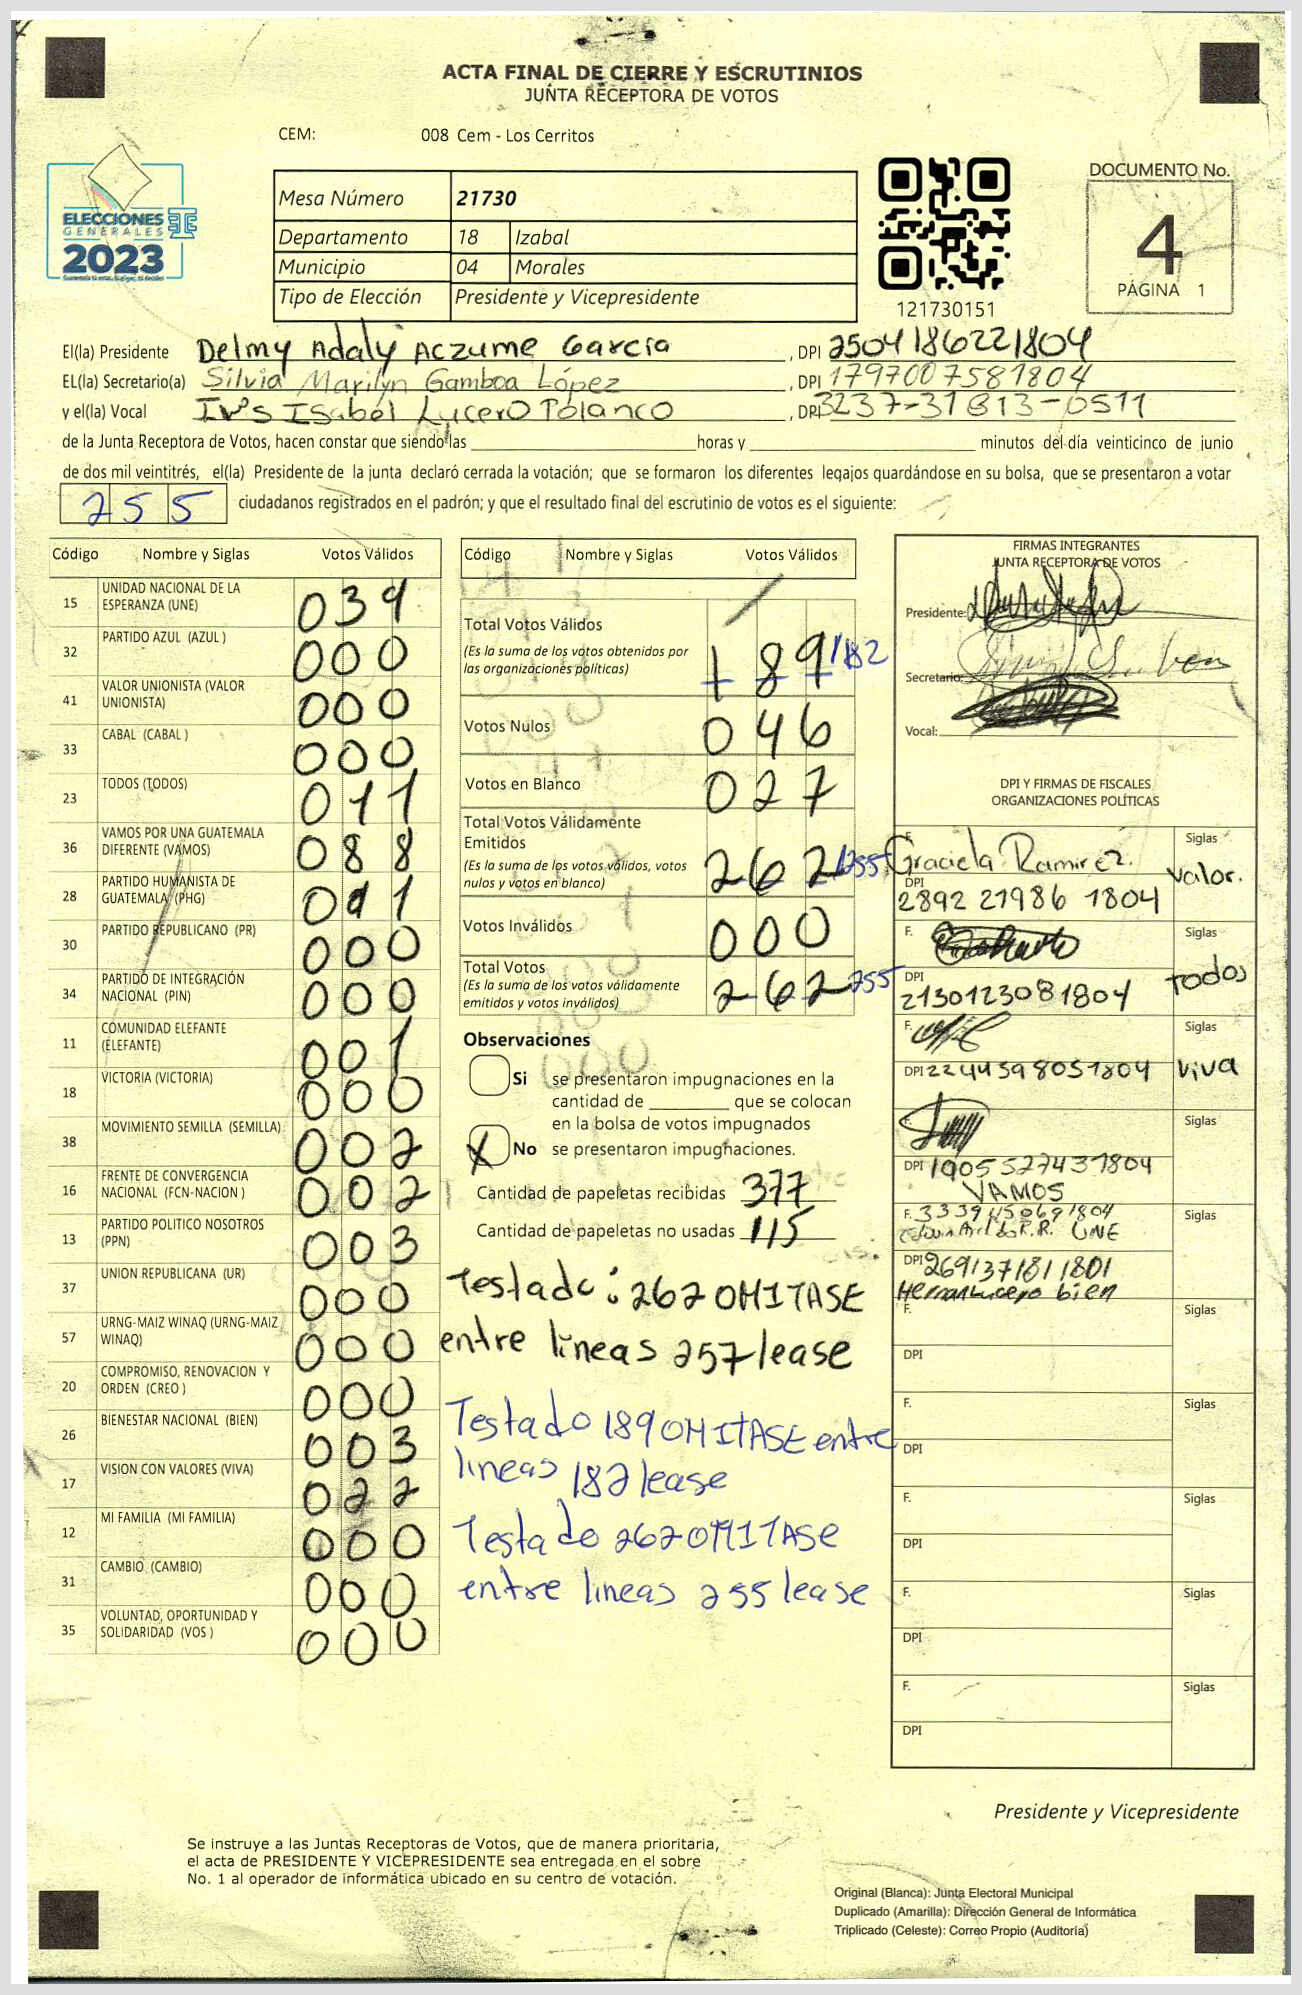 ACTA FINAL DE CIERRE Y ESCRUTINIOS
JUNTA RECEPTORA DE VOTOS
CEM: 008 Cem - Los Cerritos
ELECCIONES
GENERALES
2023
Mesa Número 21730
Departamento 18 Izabal
Municipio 04 Morales
Tipo de Elección Presidente y Vicepresidente
121730151
DOCUMENTO No.
4
PÁGINA 1
El(la) Presidente Delmy Adaly Aczume Garcia , DPI 2504186221804
EL(la) Secretario(a) Silvia Marilyn Gamboa López , DPI 1797007581804
y el(la) Vocal Isabel Lucero Polanco , DPI 3237-31813-0511
de la Junta Receptora de Votos, hacen constar que siendo las horas y minutos del día veinticinco de junio
de dos mil veintitrés, el(la) Presidente de la junta declaró cerrada la votación; que se formaron los diferentes legajos guardándose en su bolsa, que se presentaron a votar
255 ciudadanos registrados en el padrón; y que el resultado final del escrutinio de votos es el siguiente:
Código Nombre y Siglas Votos Válidos
15 UNIDAD NACIONAL DE LA ESPERANZA (UNE) 039
32 PARTIDO AZUL (AZUL ) 000
41 VALOR UNIONISTA (VALOR UNIONISTA) 000
33 CABAL (CABAL ) 000
23 TODOS (TODOS) 011
36 VAMOS POR UNA GUATEMALA DIFERENTE (VAMOS) 088
28 PARTIDO HUMANISTA DE GUATEMALA (PHG) 011
30 PARTIDO REPUBLICANO (PR) 000
34 PARTIDO DE INTEGRACIÓN NACIONAL (PIN) 000
11 COMUNIDAD ELEFANTE (ELEFANTE) 001
18 VICTORIA (VICTORIA) 000
38 MOVIMIENTO SEMILLA (SEMILLA) 002
16 FRENTE DE CONVERGENCIA NACIONAL (FCN-NACION ) 002
13 PARTIDO POLITICO NOSOTROS (PPN) 003
37 UNION REPUBLICANA (UR) 000
57 URNG-MAIZ WINAQ (URNG-MAIZ WINAQ) 000
20 COMPROMISO, RENOVACION Y ORDEN (CREO ) 000
26 BIENESTAR NACIONAL (BIEN) 003
17 VISION CON VALORES (VIVA) 022
12 MI FAMILIA (MI FAMILIA) 000
31 CAMBIO (CAMBIO) 000
35 VOLUNTAD, OPORTUNIDAD Y SOLIDARIDAD (VOS ) 000
Código Nombre y Siglas Votos Válidos
Total Votos Válidos
(Es la suma de los votos obtenidos por
las organizaciones políticas) 189 182
Votos Nulos 046
Votos en Blanco 027
Total Votos Válidamente
Emitidos
(Es la suma de los votos válidos, votos
nulos y votos en blanco) 262 255
Votos Inválidos 000
Total Votos
(Es la suma de los votos válidamente
emitidos y votos inválidos) 262 255
Observaciones
Si se presentaron impugnaciones en la
cantidad de que se colocan
en la bolsa de votos impugnados
X No se presentaron impugnaciones.
Cantidad de papeletas recibidas 377
Cantidad de papeletas no usadas 115
Testado: 262 OMITASE
entre lineas 257 lease
Testado 189 OMITASE entre
lineas 182 lease
Testado 262 OMITASE
entre lineas 255 lease
FIRMAS INTEGRANTES
JUNTA RECEPTORA DE VOTOS
Presidente:
Secretario:
Vocal:
DPI Y FIRMAS DE FISCALES
ORGANIZACIONES POLÍTICAS
F. Graciela Ramirez. Siglas
DPI 2892 21986 1804 Valor.
F. Siglas
DPI 2130123081804 Todos
F. Siglas
DPI 2244598051804 Viva
Siglas
DPI 1905527431804
VAMOS
F. 3339450691804 Siglas
R.R. UNE
DPI 2691371811801
Hernan Lucero bien
F. Siglas
DPI
F. Siglas
DPI
F. Siglas
DPI
F. Siglas
DPI
F. Siglas
DPI
Presidente y Vicepresidente
Se instruye a las Juntas Receptoras de Votos, que de manera prioritaria,
el acta de PRESIDENTE Y VICEPRESIDENTE sea entregada en el sobre
No. 1 al operador de informática ubicado en su centro de votación.
Original (Blanca): Junta Electoral Municipal
Duplicado (Amarilla): Dirección General de Informática
Triplicado (Celeste): Correo Propio (Auditoría)